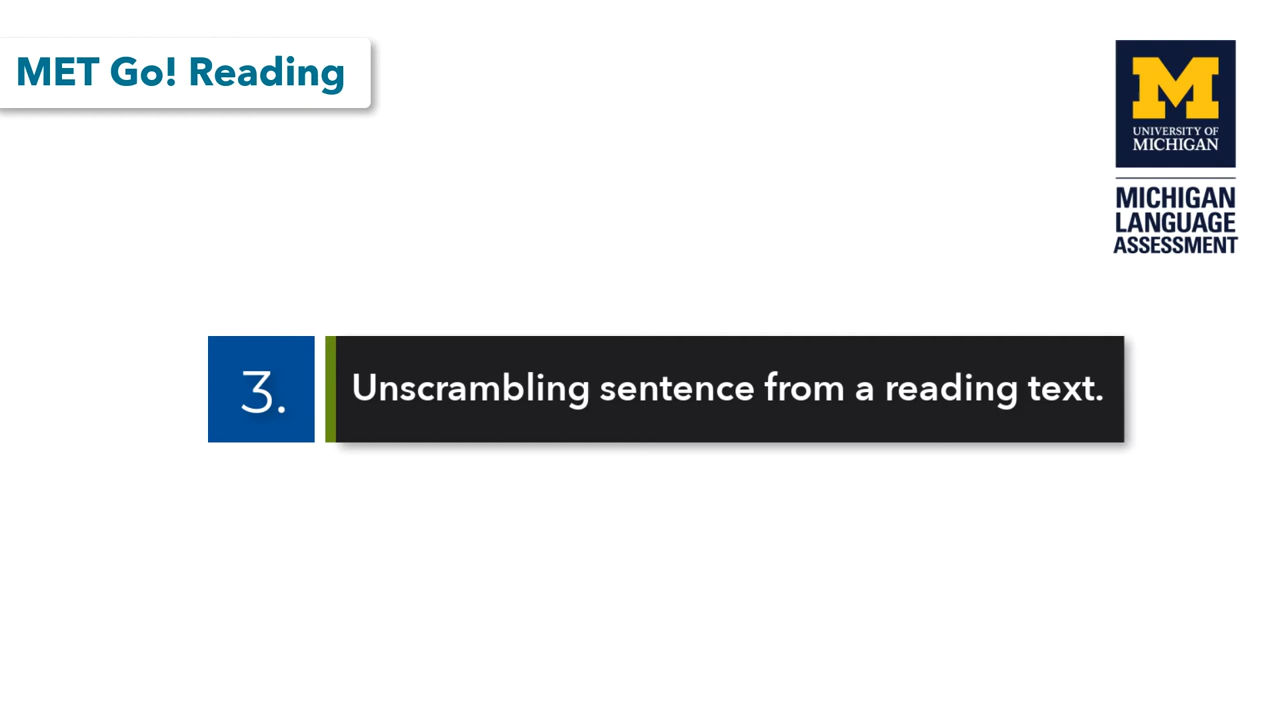 MET Go! Reading
M
UNIVERSITY OF
MICHIGAN
MICHIGAN
LANGUAGE
ASSESSMENT
3.
Unscrambling sentence from a reading text.